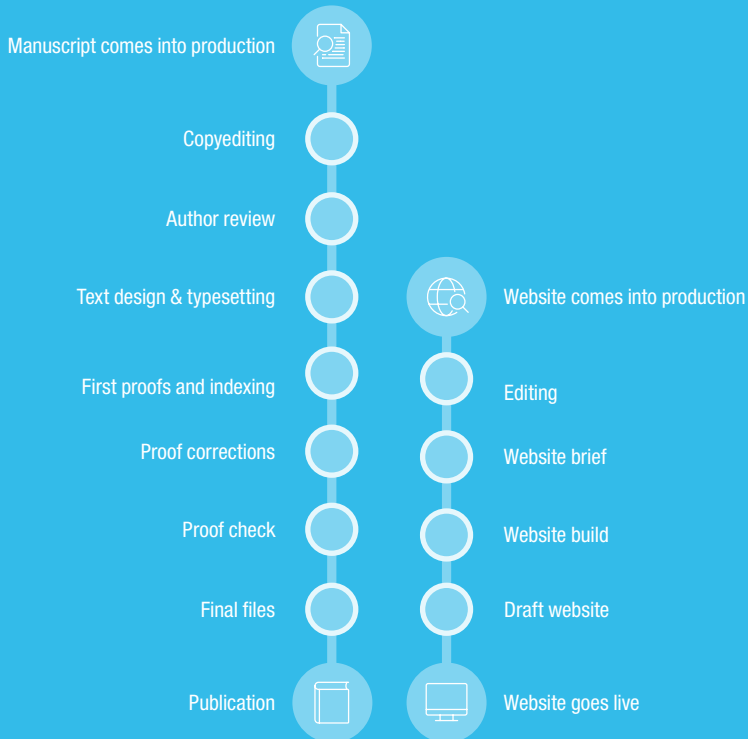 Manuscript comes into production
Copyediting
Author review
Text design & typesetting
First proofs and indexing
Proof corrections
Proof check
Final files
Publication
Website comes into production
Editing
Website brief
Website build
Draft website
Website goes live